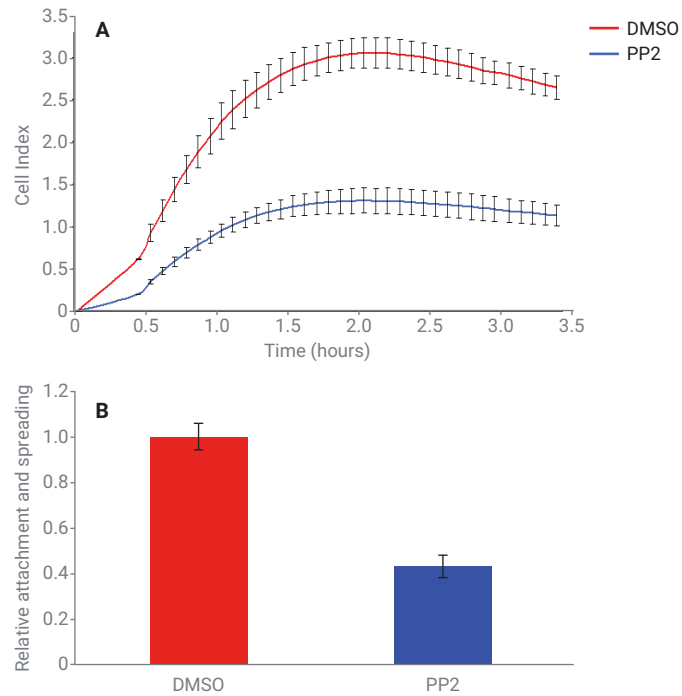 A
DMSO
PP2
Cell Index
3.5
3.0
2.5
2.0
1.5
1.0
0.5
0
0 0.5 1.0 1.5 2.0 2.5 3.0 3.5
Time (hours)
B
Relative attachment and spreading
1.2
1.0
0.8
0.6
0.4
0.2
0
DMSO PP2